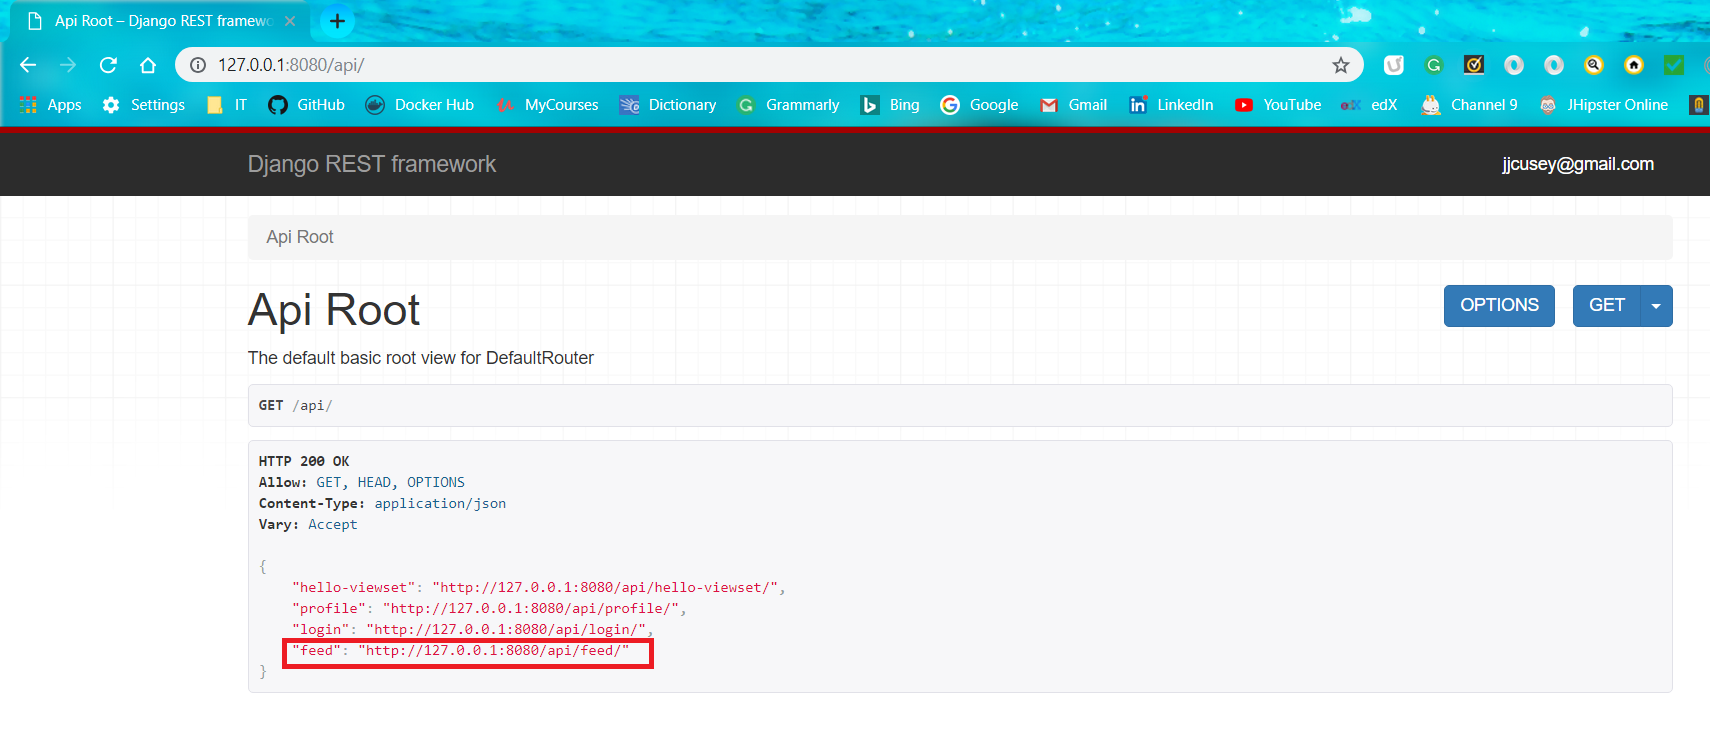 Api Root – Django REST framewo
127.0.0.1:8080/api/
Apps Settings IT GitHub Docker Hub MyCourses Dictionary Grammarly Bing Google Gmail LinkedIn YouTube edX Channel 9 JHipster Online
Django REST framework jjcusey@gmail.com
Api Root
Api Root OPTIONS GET
The default basic root view for DefaultRouter
GET /api/
HTTP 200 OK
Allow: GET, HEAD, OPTIONS
Content-Type: application/json
Vary: Accept
{
"hello-viewset": "http://127.0.0.1:8080/api/hello-viewset/",
"profile": "http://127.0.0.1:8080/api/profile/",
"login": "http://127.0.0.1:8080/api/login/",
"feed": "http://127.0.0.1:8080/api/feed/"
}